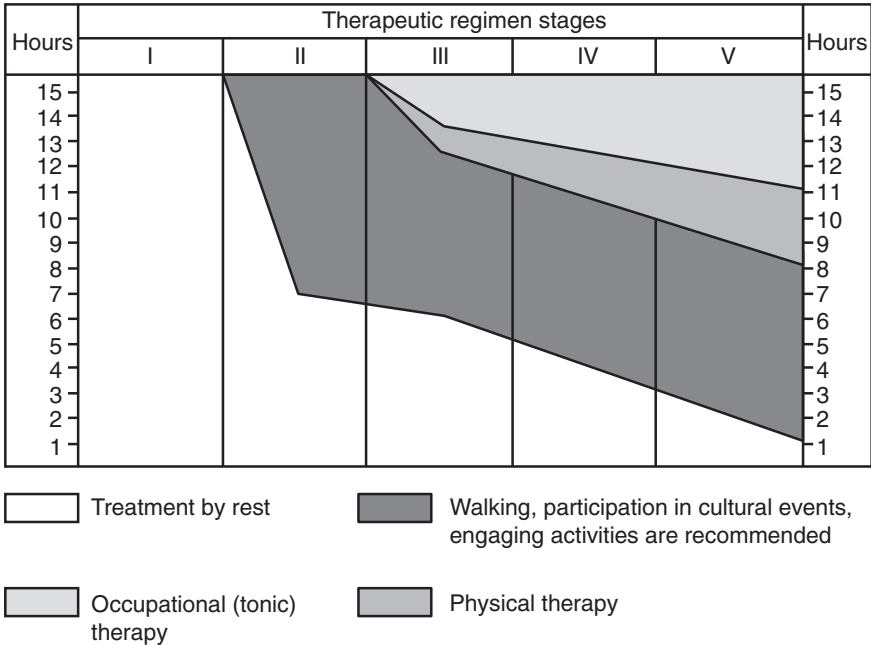 Therapeutic regimen stages
Hours
Hours
I II III IV V
15 15
14 14
13 13
12 12
11 11
10 10
9 9
8 8
7 7
6 6
5 5
4 4
3 3
2 2
1 1
Treatment by rest
Walking, participation in cultural events,
engaging activities are recommended
Occupational (tonic)
therapy
Physical therapy